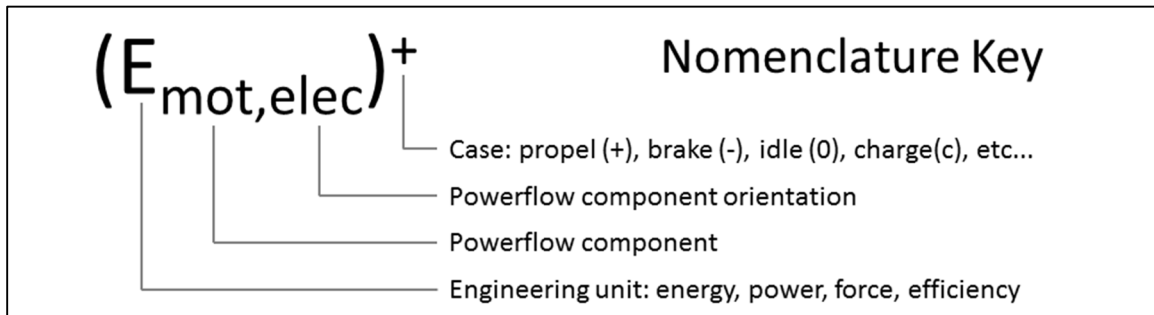 (E mot,elec)+
Nomenclature Key
Case: propel (+), brake (-), idle (0), charge(c), etc...
Powerflow component orientation
Powerflow component
Engineering unit: energy, power, force, efficiency